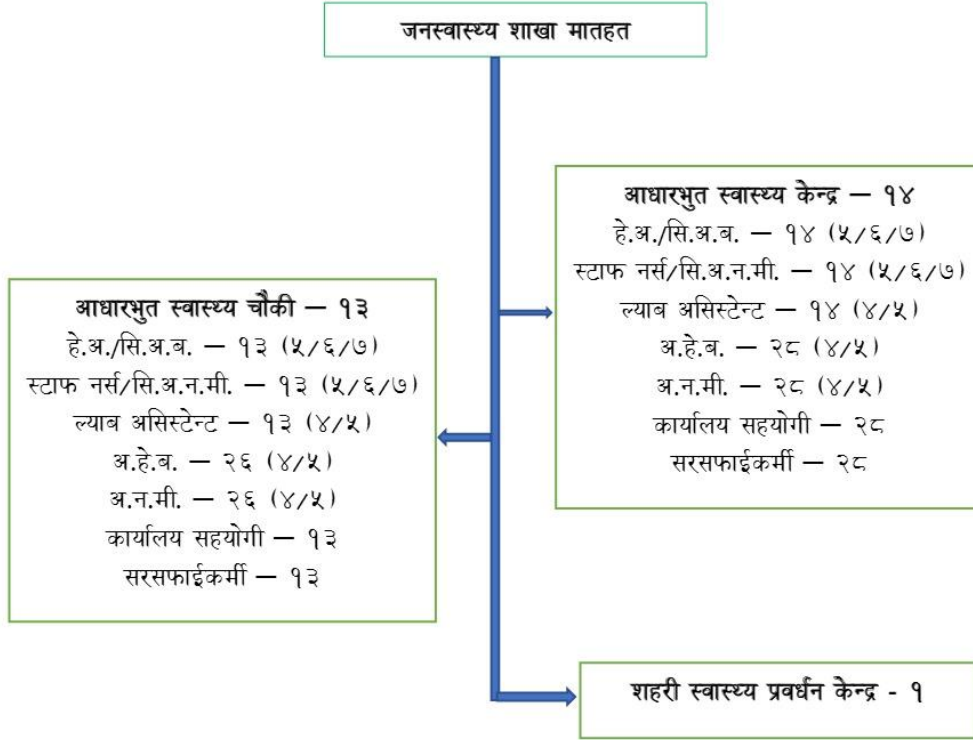 जनस्वास्थ्य शाखा मातहत
आधारभुत स्वास्थ्य केन्द्र — १४
हे.अ./सि.अ.ब. — १४ (५/६/७)
स्टाफ नर्स/सि.अ.न.मी. — १४ (५/६/७)
ल्याब असिस्टेन्ट — १४ (४/५)
अ.हे.ब. — २८ (४/५)
अ.न.मी. — २८ (४/५)
कार्यालय सहयोगी — २८
सरसफाईकर्मी — २८
आधारभुत स्वास्थ्य चौकी — १३
हे.अ./सि.अ.ब. — १३ (५/६/७)
स्टाफ नर्स/सि.अ.न.मी. — १३ (५/६/७)
ल्याब असिस्टेन्ट — १३ (४/५)
अ.हे.ब. — २६ (४/५)
अ.न.मी. — २६ (४/५)
कार्यालय सहयोगी — १३
सरसफाईकर्मी — १३
शहरी स्वास्थ्य प्रवर्धन केन्द्र - १